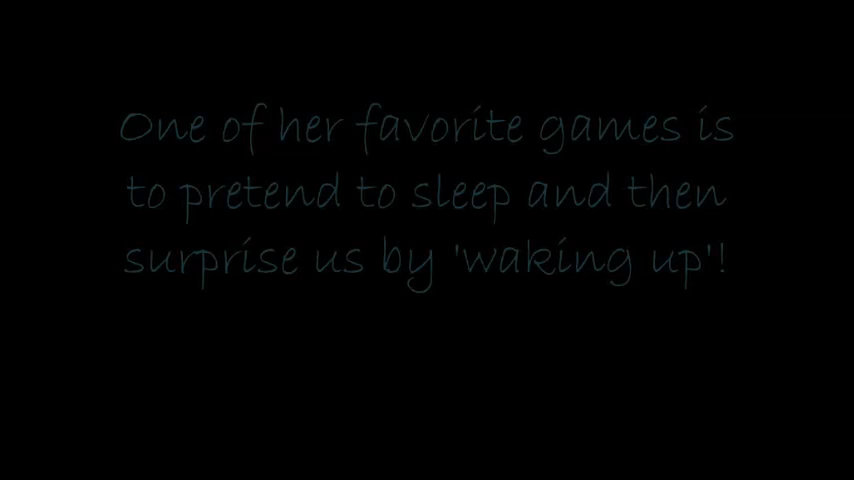 One of her favorite games is
to pretend to sleep and then
surprise us by 'waking up'!